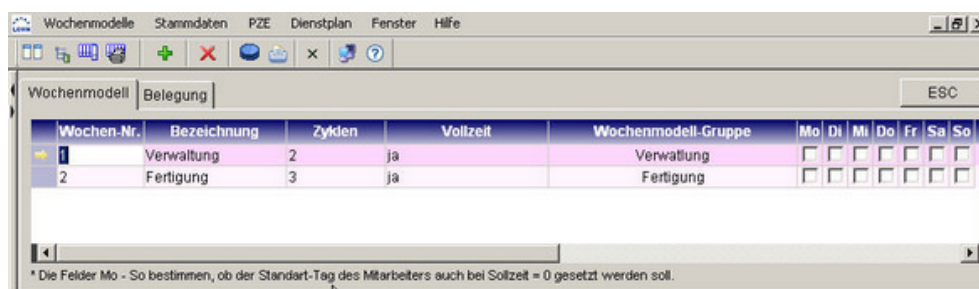 Wochenmodelle Stammdaten PZE Dienstplan Fenster Hilfe
Wochenmodell Belegung ESC
Wochen-Nr. Bezeichnung Zyklen Vollzeit Wochenmodell-Gruppe Mo Di Mi Do Fr Sa So
1 Verwaltung 2 ja Verwatlung
2 Fertigung 3 ja Fertigung
* Die Felder Mo - So bestimmen, ob der Standart-Tag des Mitarbeiters auch bei Sollzeit = 0 gesetzt werden soll.